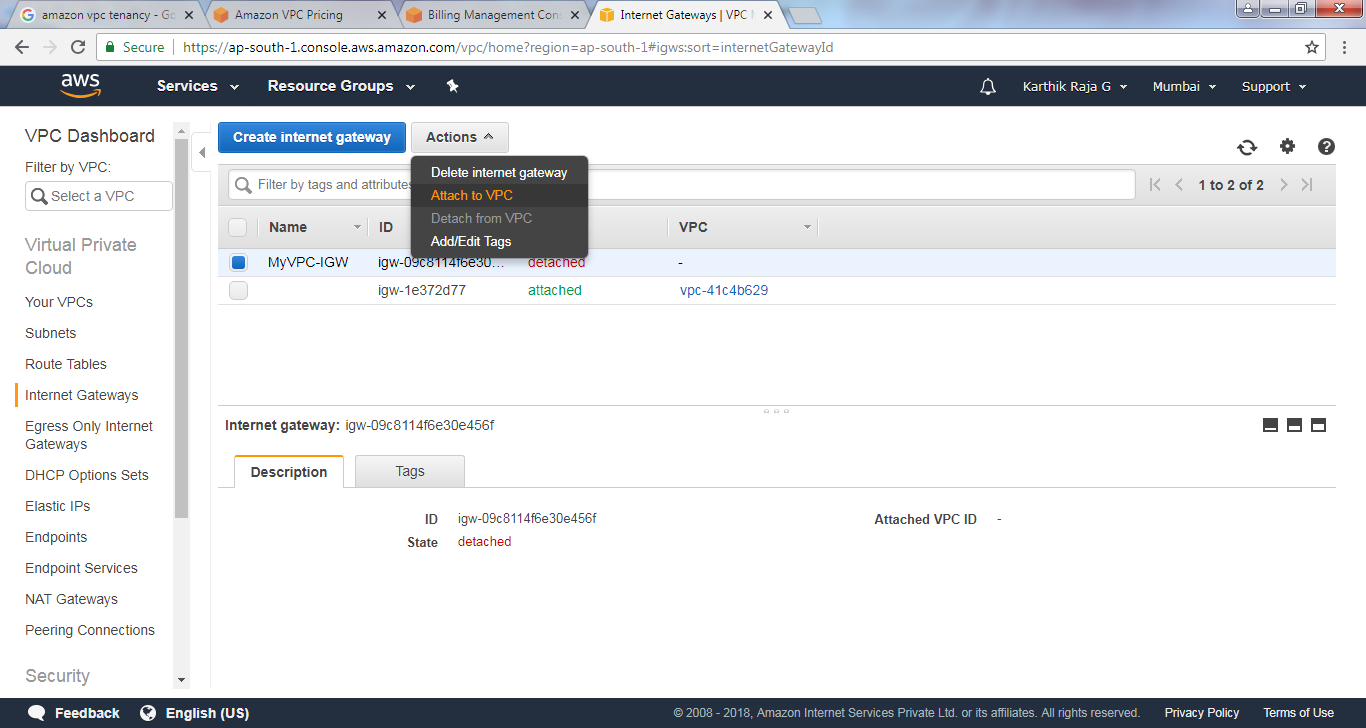 amazon vpc tenancy - Go
Amazon VPC Pricing
Billing Management Con
Internet Gateways | VPC M
Secure
https://ap-south-1.console.aws.amazon.com/vpc/home?region=ap-south-1#igws:sort=internetGatewayId
aws
Services
Resource Groups
Karthik Raja G
Mumbai
Support
VPC Dashboard
Filter by VPC:
Select a VPC
Virtual Private
Cloud
Your VPCs
Subnets
Route Tables
Internet Gateways
Egress Only Internet
Gateways
DHCP Options Sets
Elastic IPs
Endpoints
Endpoint Services
NAT Gateways
Peering Connections
Security
Create internet gateway
Actions
Delete internet gateway
Attach to VPC
Detach from VPC
Add/Edit Tags
Filter by tags and attributes
1 to 2 of 2
Name
ID
VPC
MyVPC-IGW
igw-09c8114f6e30...
detached
-
igw-1e372d77
attached
vpc-41c4b629
Internet gateway: igw-09c8114f6e30e456f
Description
Tags
ID igw-09c8114f6e30e456f
Attached VPC ID -
State detached
Feedback
English (US)
© 2008 - 2018, Amazon Internet Services Private Ltd. or its affiliates. All rights reserved.
Privacy Policy
Terms of Use